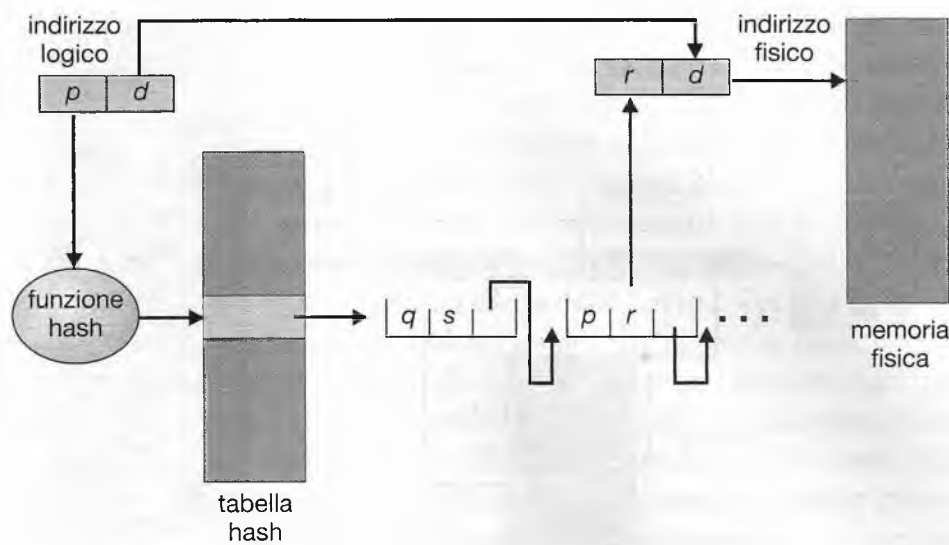 indirizzo
logico
p d
r d
indirizzo
fisico
funzione
hash
q s
p r
...
memoria
fisica
tabella
hash